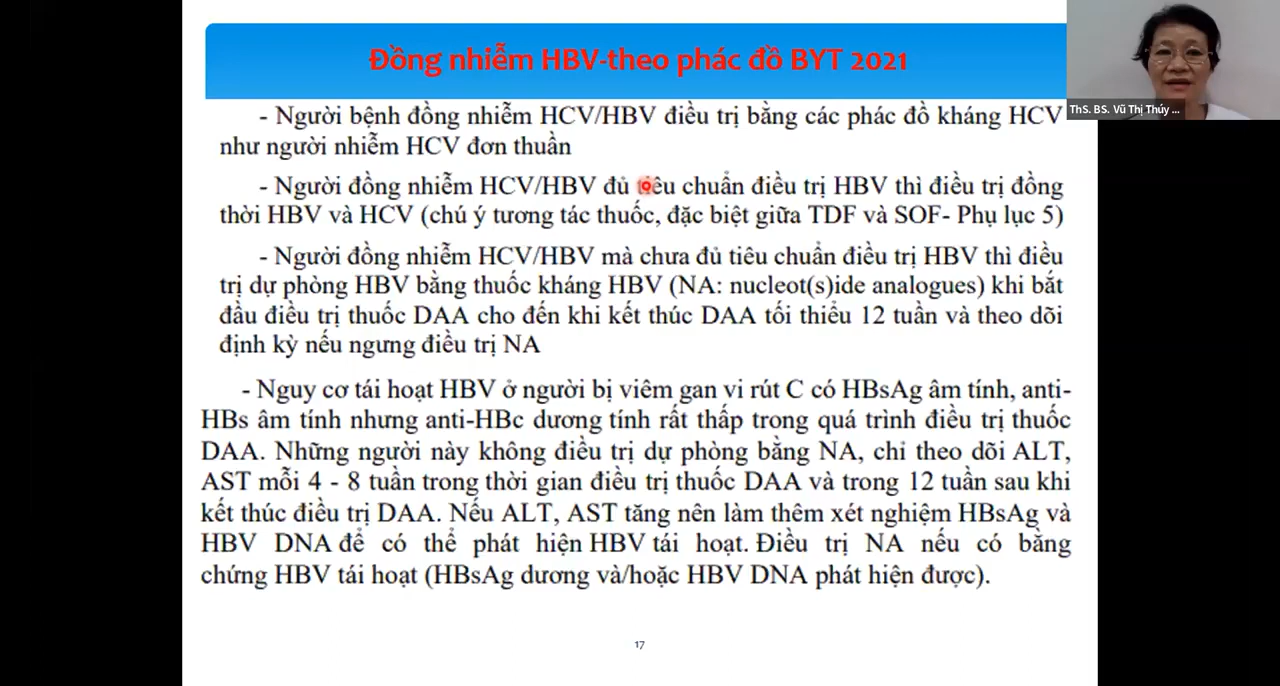 Đồng nhiễm HBV-theo phác đồ BYT 2021
ThS. BS. Vũ Thị Thúy ...
- Người bệnh đồng nhiễm HCV/HBV điều trị bằng các phác đồ kháng HCV
như người nhiễm HCV đơn thuần
- Người đồng nhiễm HCV/HBV đủ tiêu chuẩn điều trị HBV thì điều trị đồng
thời HBV và HCV (chú ý tương tác thuốc, đặc biệt giữa TDF và SOF- Phụ lục 5)
- Người đồng nhiễm HCV/HBV mà chưa đủ tiêu chuẩn điều trị HBV thì điều
trị dự phòng HBV bằng thuốc kháng HBV (NA: nucleot(s)ide analogues) khi bắt
đầu điều trị thuốc DAA cho đến khi kết thúc DAA tối thiểu 12 tuần và theo dõi
định kỳ nếu ngưng điều trị NA
- Nguy cơ tái hoạt HBV ở người bị viêm gan vi rút C có HBsAg âm tính, anti-
HBs âm tính nhưng anti-HBc dương tính rất thấp trong quá trình điều trị thuốc
DAA. Những người này không điều trị dự phòng bằng NA, chỉ theo dõi ALT,
AST mỗi 4 - 8 tuần trong thời gian điều trị thuốc DAA và trong 12 tuần sau khi
kết thúc điều trị DAA. Nếu ALT, AST tăng nên làm thêm xét nghiệm HBsAg và
HBV DNA để có thể phát hiện HBV tái hoạt. Điều trị NA nếu có bằng
chứng HBV tái hoạt (HBsAg dương và/hoặc HBV DNA phát hiện được).
17